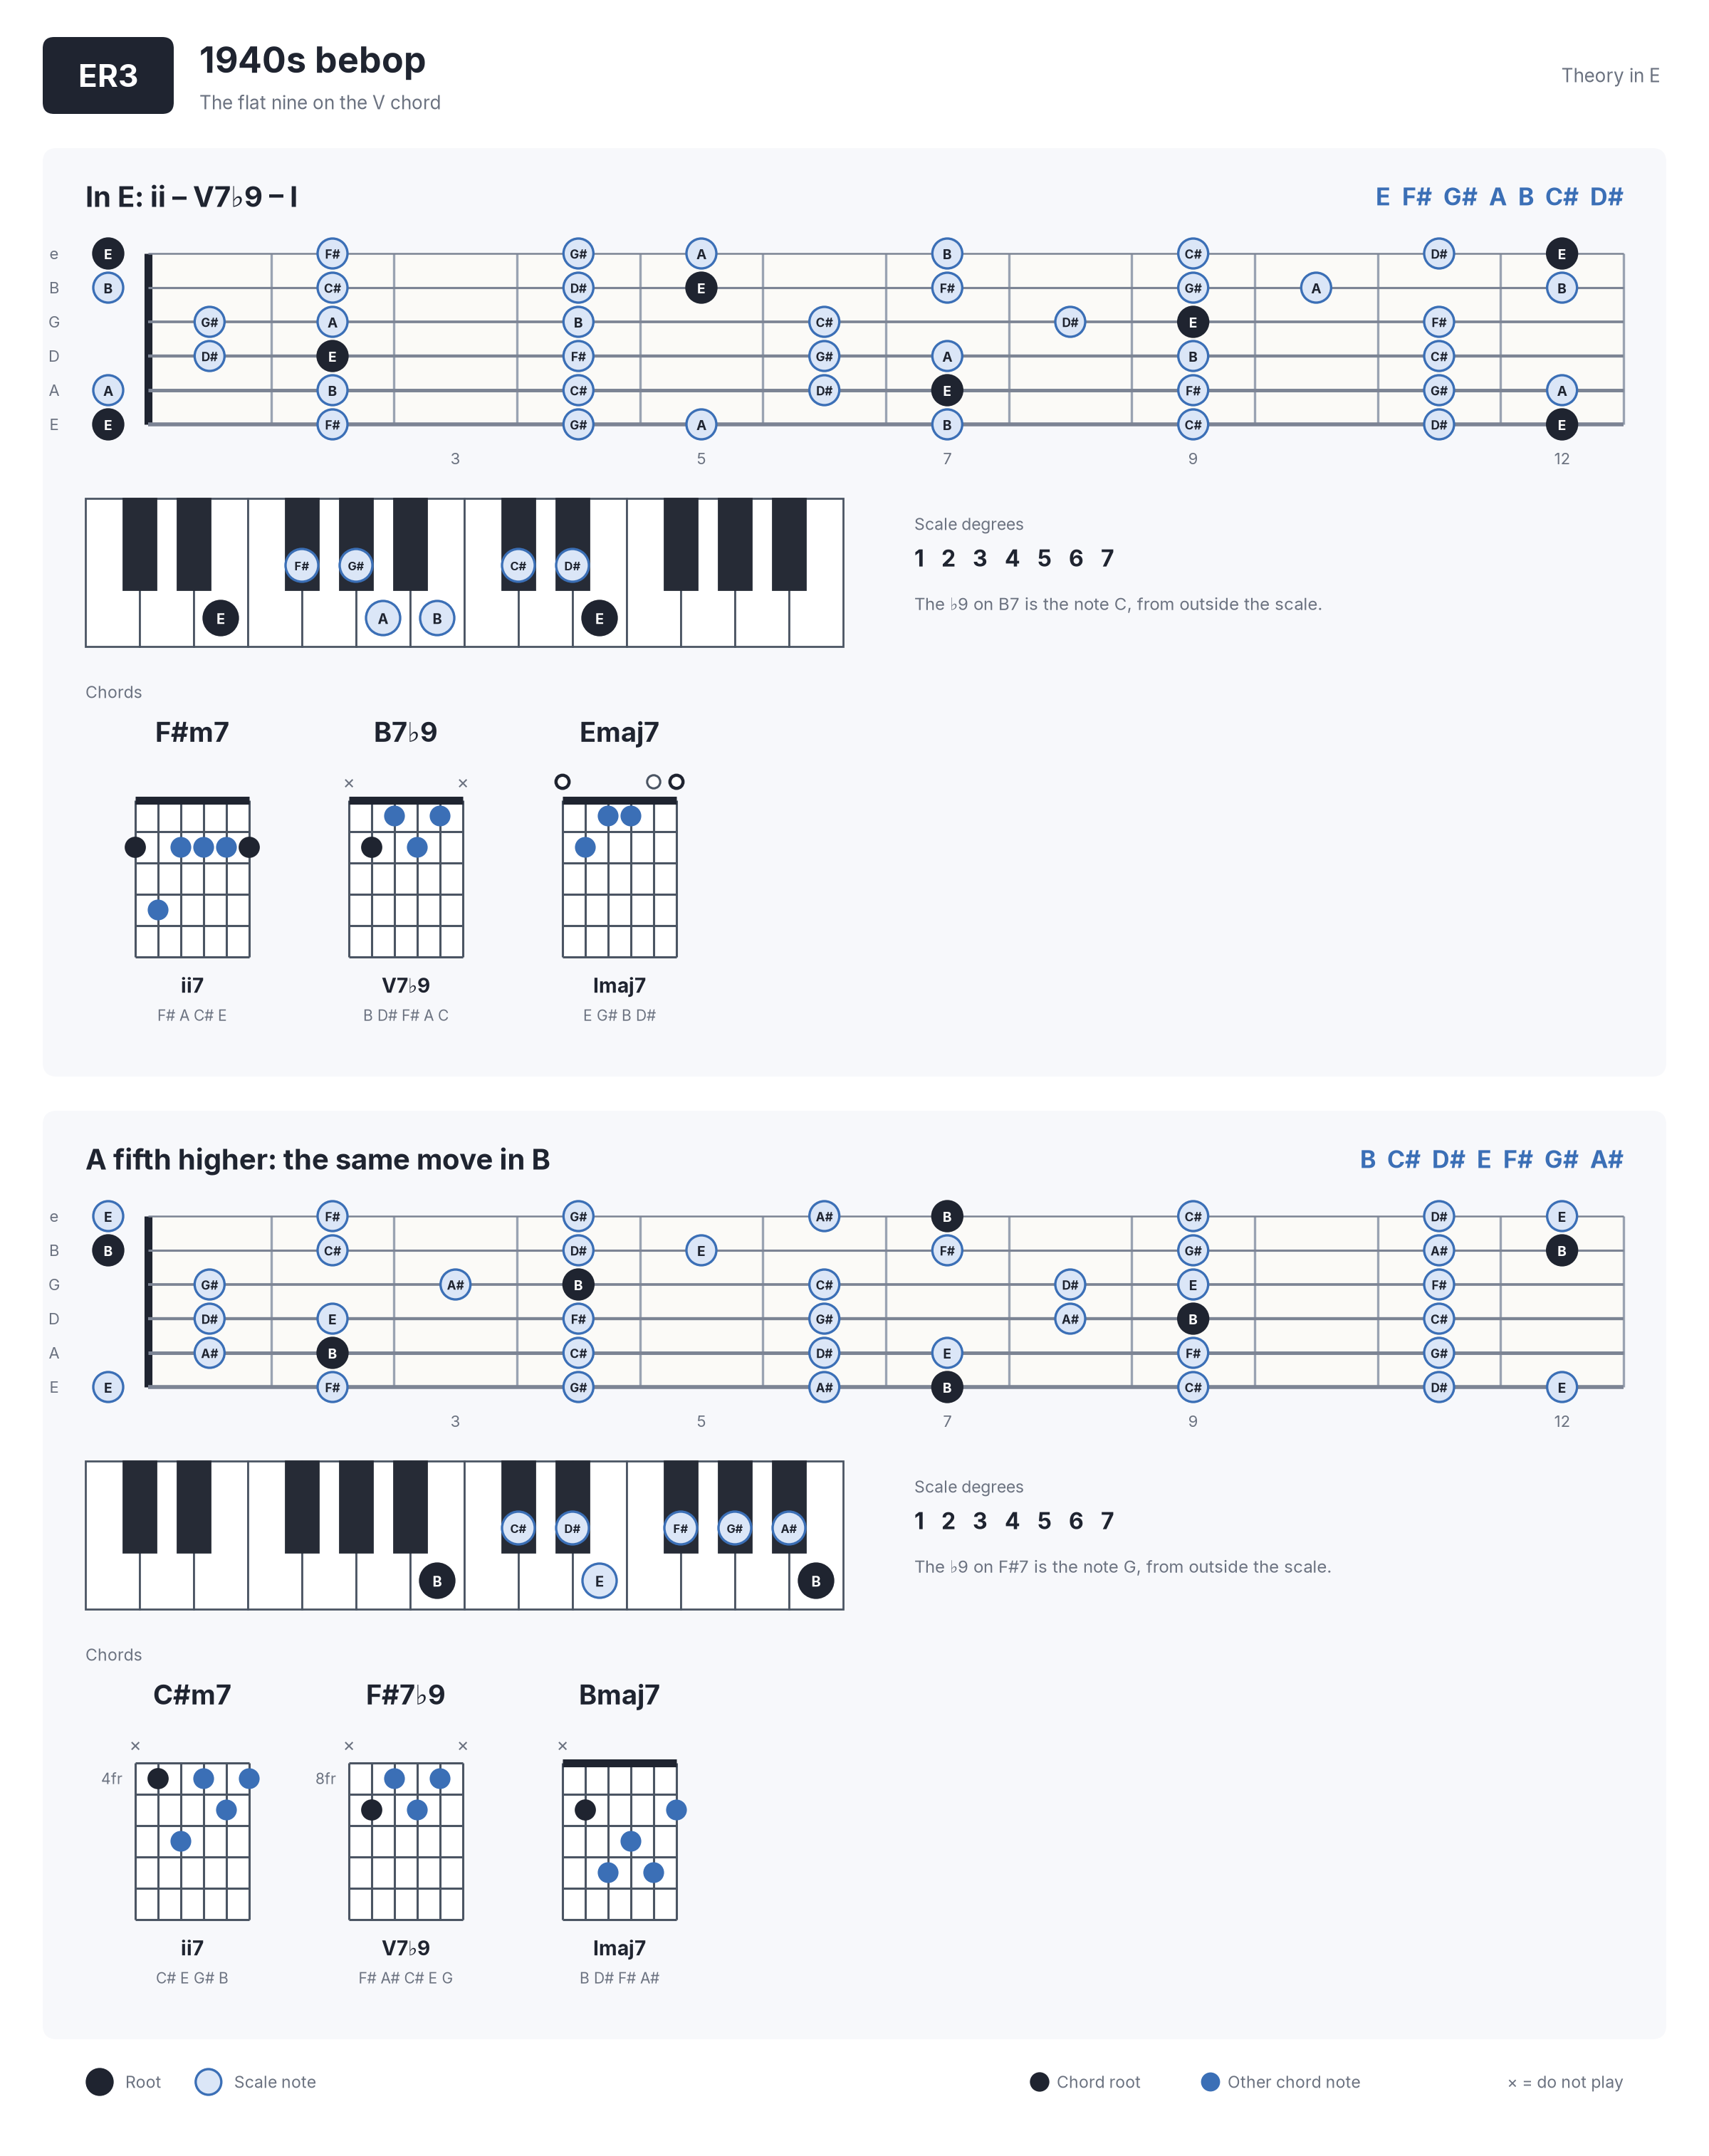 ER3
1940s bebop
The flat nine on the V chord
Theory in E
In E: ii – V7♭9 – I
E F# G# A B C# D#
e E F# G# A B C# D# E
B B C# D# E F# G# A B
G G# A B C# D# E F#
D D# E F# G# A B C#
A A B C# D# E F# G# A
E E F# G# A B C# D# E
3 5 7 9 12
F# G# C# D#
E A B E
Scale degrees
1 2 3 4 5 6 7
The ♭9 on B7 is the note C, from outside the scale.
Chords
F#m7 B7♭9 Emaj7
× ×
ii7 V7♭9 Imaj7
F# A C# E B D# F# A C E G# B D#
A fifth higher: the same move in B
B C# D# E F# G# A#
e E F# G# A# B C# D# E
B B C# D# E F# G# A# B
G G# A# B C# D# E F#
D D# E F# G# A# B C#
A A# B C# D# E F# G#
E E F# G# A# B C# D# E
3 5 7 9 12
C# D# F# G# A#
B E B
Scale degrees
1 2 3 4 5 6 7
The ♭9 on F#7 is the note G, from outside the scale.
Chords
C#m7 F#7♭9 Bmaj7
× × × ×
4fr 8fr
ii7 V7♭9 Imaj7
C# E G# B F# A# C# E G B D# F# A#
Root Scale note Chord root Other chord note × = do not play